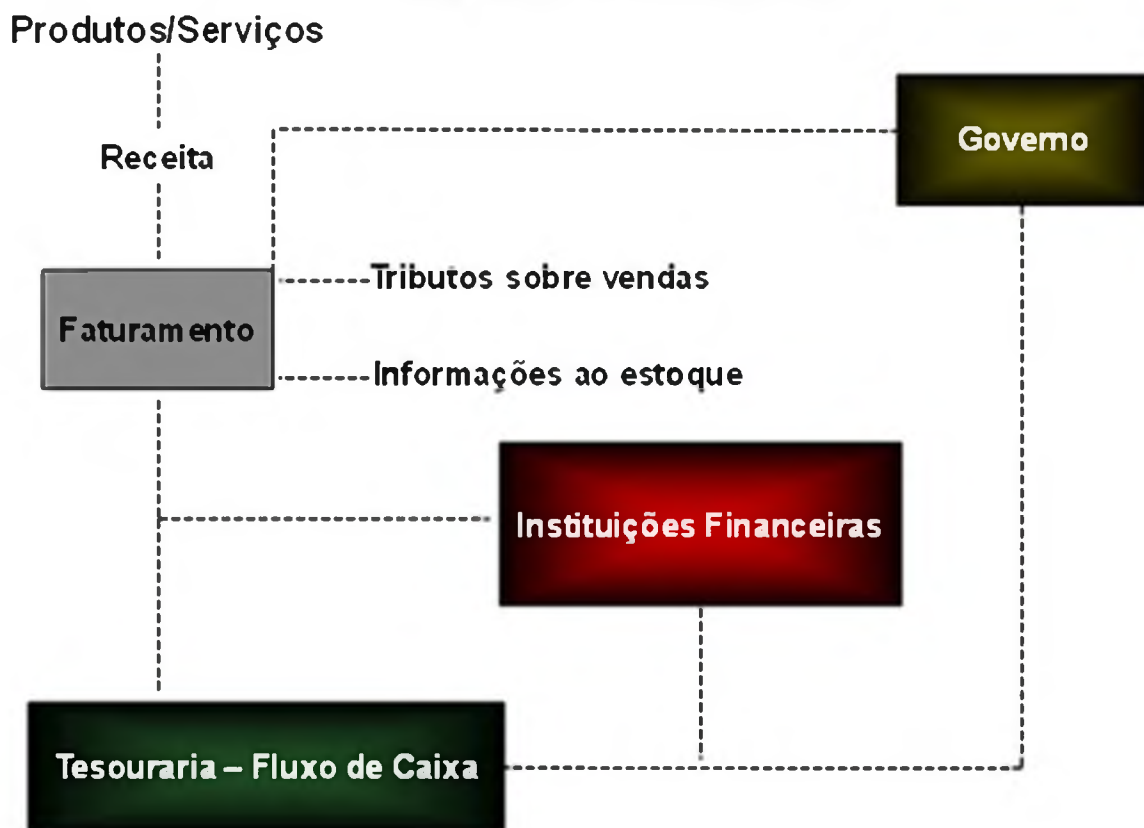 Produtos/Serviços
Governo
Receita
Tributos sobre vendas
Faturamento
Informações ao estoque
Instituições Financeiras
Tesouraria – Fluxo de Caixa